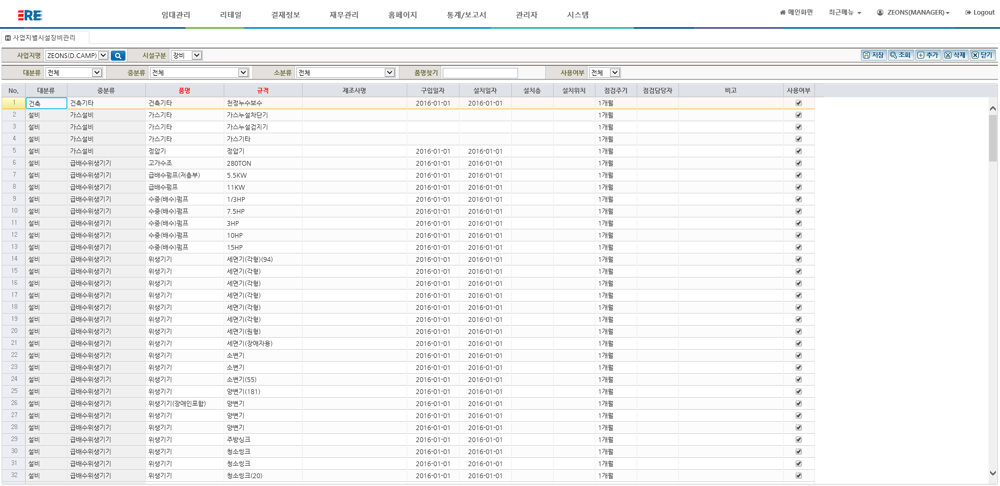 ERE 임대관리 리테일 결재정보 재무관리 홈페이지 통계/보고서 관리자 시스템 메인화면 최근메뉴 ZEONS(MANAGER) Logout
사업지별시설장비관리
사업지명 ZEONS(D.CAMP) 시설구분 장비 저장 조회 추가 삭제 닫기
대분류 전체 중분류 전체 소분류 전체 품명찾기 사용여부 전체
No. 대분류 중분류 품명 규격 제조사명 구입일자 설치일자 설치층 설치위치 점검주기 점검담당자 비고 사용여부
1 건축 건축기타 건축기타 천정누수보수 2016-01-01 2016-01-01 1개월
2 설비 가스설비 가스기타 가스누설차단기 1개월
3 설비 가스설비 가스기타 가스누설검지기 1개월
4 설비 가스설비 가스기타 가스기타 1개월
5 설비 가스설비 정압기 정압기 2016-01-01 2016-01-01 1개월
6 설비 급배수위생기기 고가수조 280TON 2016-01-01 2016-01-01 1개월
7 설비 급배수위생기기 급배수펌프(저층부) 5.5KW 2016-01-01 2016-01-01 1개월
8 설비 급배수위생기기 급배수펌프 11KW 2016-01-01 2016-01-01 1개월
9 설비 급배수위생기기 수중(배수)펌프 1/3HP 2016-01-01 2016-01-01 1개월
10 설비 급배수위생기기 수중(배수)펌프 7.5HP 2016-01-01 2016-01-01 1개월
11 설비 급배수위생기기 수중(배수)펌프 3HP 2016-01-01 2016-01-01 1개월
12 설비 급배수위생기기 수중(배수)펌프 10HP 2016-01-01 2016-01-01 1개월
13 설비 급배수위생기기 수중(배수)펌프 15HP 2016-01-01 2016-01-01 1개월
14 설비 급배수위생기기 위생기기 세면기(각형)(94) 2016-01-01 2016-01-01 1개월
15 설비 급배수위생기기 위생기기 세면기(각형) 2016-01-01 2016-01-01 1개월
16 설비 급배수위생기기 위생기기 세면기(각형) 2016-01-01 2016-01-01 1개월
17 설비 급배수위생기기 위생기기 세면기(각형) 2016-01-01 2016-01-01 1개월
18 설비 급배수위생기기 위생기기 세면기(각형) 2016-01-01 2016-01-01 1개월
19 설비 급배수위생기기 위생기기 세면기(각형) 2016-01-01 2016-01-01 1개월
20 설비 급배수위생기기 위생기기 세면기(원형) 2016-01-01 2016-01-01 1개월
21 설비 급배수위생기기 위생기기 세면기(장애자용) 2016-01-01 2016-01-01 1개월
22 설비 급배수위생기기 위생기기 소변기 2016-01-01 2016-01-01 1개월
23 설비 급배수위생기기 위생기기 소변기 2016-01-01 2016-01-01 1개월
24 설비 급배수위생기기 위생기기 소변기(55) 2016-01-01 2016-01-01 1개월
25 설비 급배수위생기기 위생기기 양변기(181) 2016-01-01 2016-01-01 1개월
26 설비 급배수위생기기 위생기기(장애인포함) 양변기 2016-01-01 2016-01-01 1개월
27 설비 급배수위생기기 위생기기 양변기 2016-01-01 2016-01-01 1개월
28 설비 급배수위생기기 위생기기 양변기 2016-01-01 2016-01-01 1개월
29 설비 급배수위생기기 위생기기 주방싱크 2016-01-01 2016-01-01 1개월
30 설비 급배수위생기기 위생기기 청소씽크 2016-01-01 2016-01-01 1개월
31 설비 급배수위생기기 위생기기 청소씽크 2016-01-01 2016-01-01 1개월
32 설비 급배수위생기기 위생기기 청소씽크(20) 2016-01-01 2016-01-01 1개월